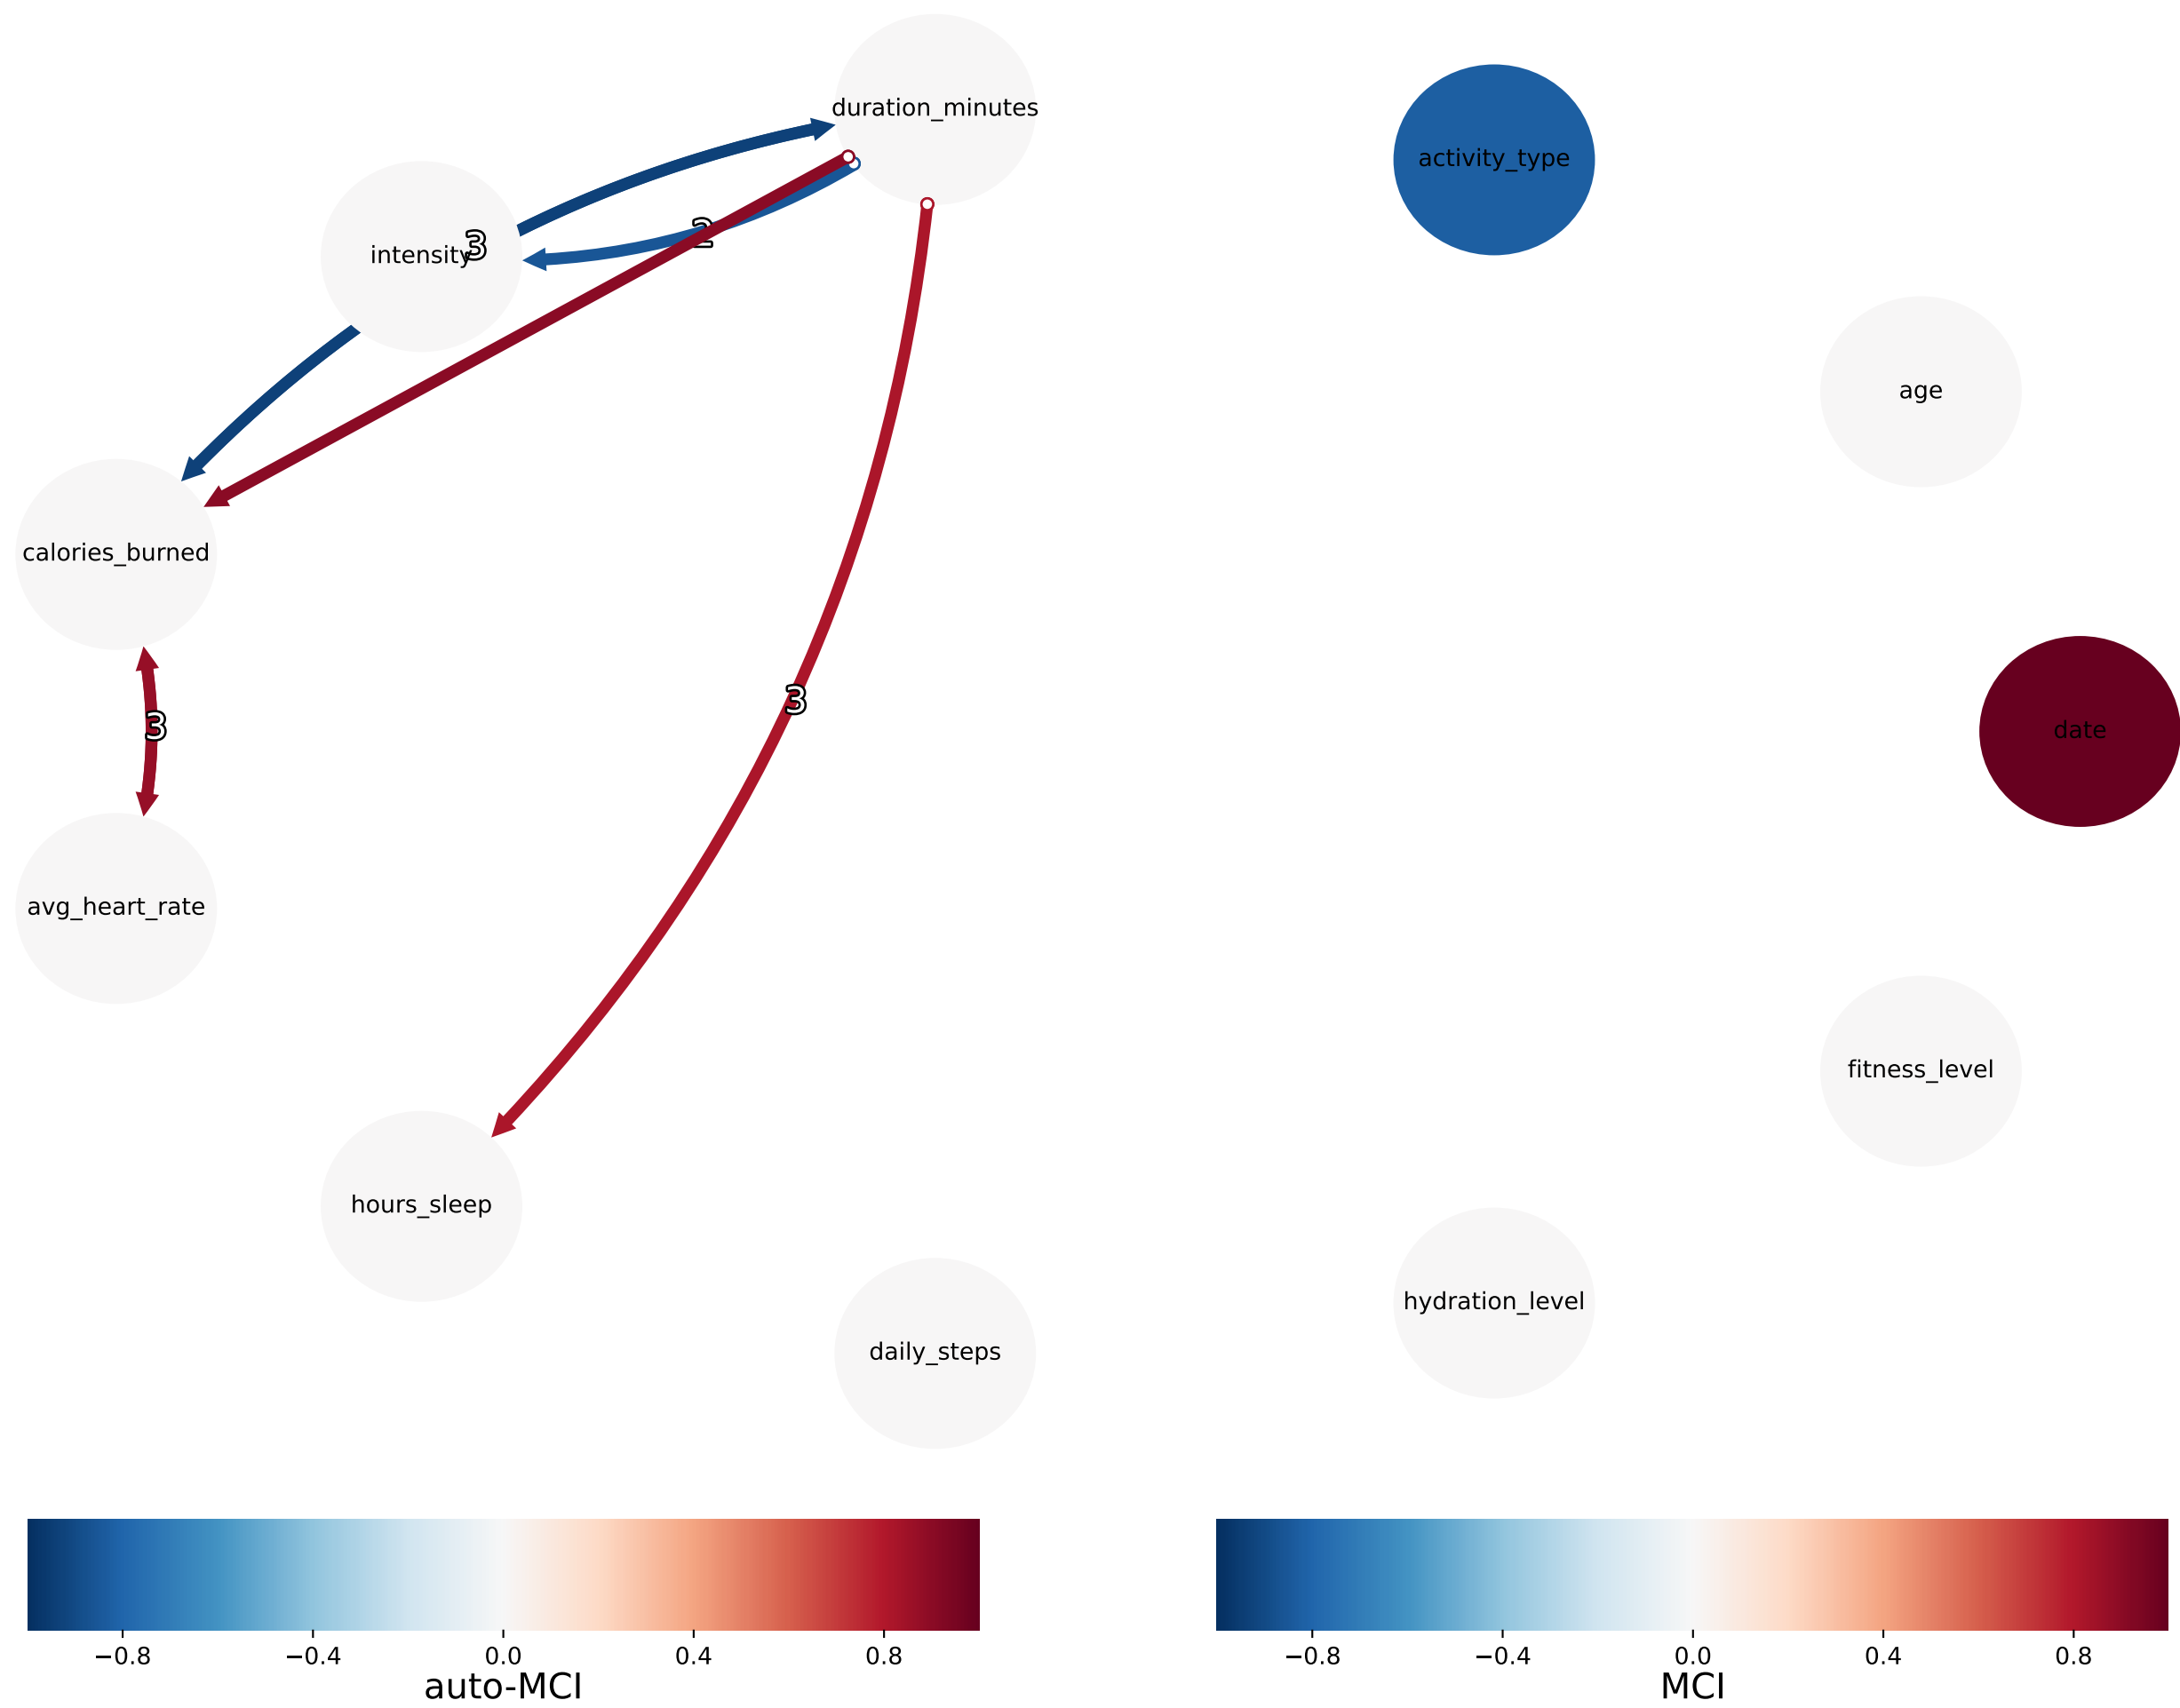 duration_minutes
activity_type
intensity
3
2
age
calories_burned
3
3
date
avg_heart_rate
fitness_level
hours_sleep
hydration_level
daily_steps
−0.8 −0.4 0.0 0.4 0.8
auto-MCI
−0.8 −0.4 0.0 0.4 0.8
MCI